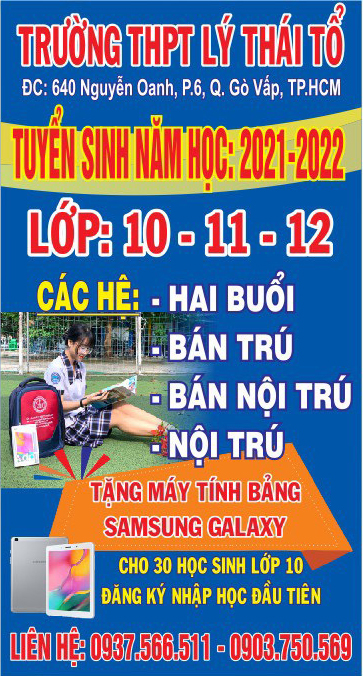 TRƯỜNG THPT LÝ THÁI TỔ
ĐC: 640 Nguyễn Oanh, P.6, Q. Gò Vấp, TP.HCM
TUYỂN SINH NĂM HỌC: 2021-2022
LỚP: 10 - 11 - 12
CÁC HỆ: - HAI BUỔI
- BÁN TRÚ
- BÁN NỘI TRÚ
- NỘI TRÚ
TẶNG MÁY TÍNH BẢNG
SAMSUNG GALAXY
CHO 30 HỌC SINH LỚP 10
ĐĂNG KÝ NHẬP HỌC ĐẦU TIÊN
LIÊN HỆ: 0937.566.511 - 0903.750.569